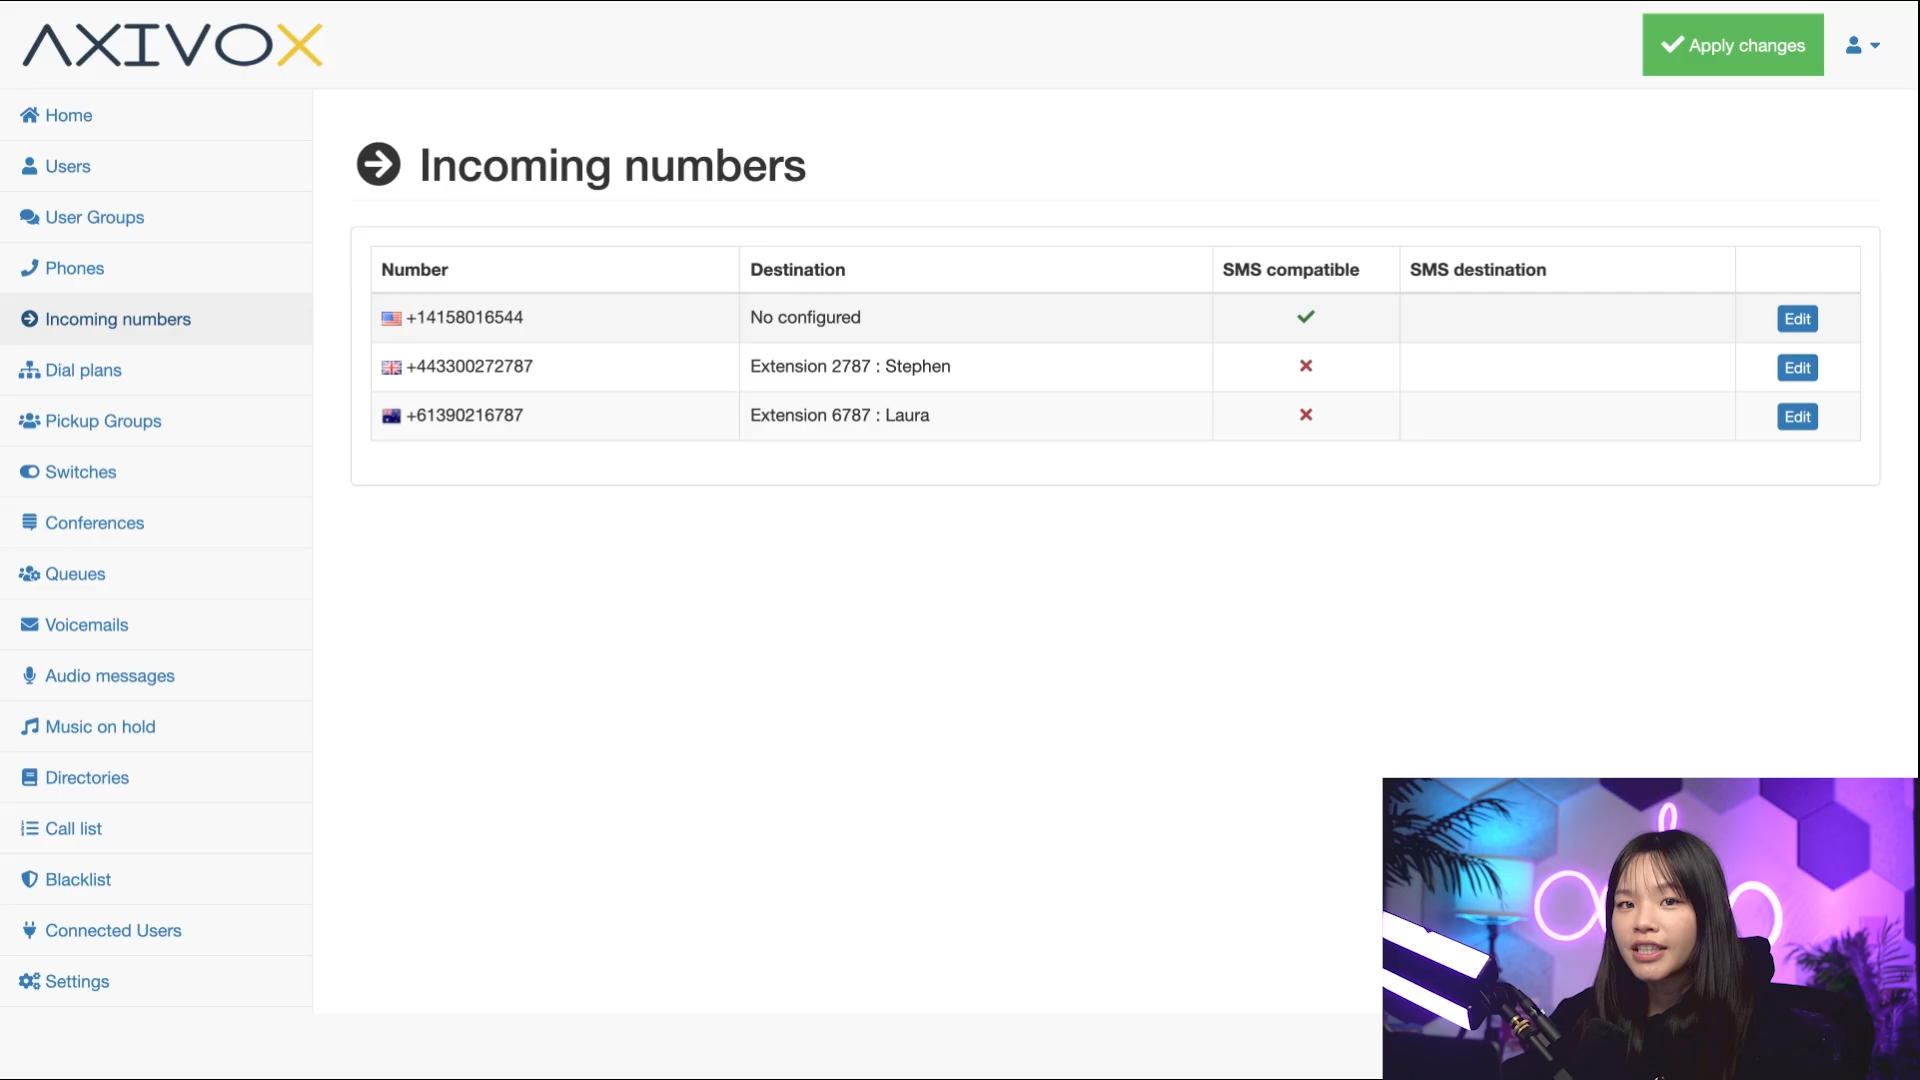 AXIVOX
Apply changes
Home
Users
User Groups
Phones
Incoming numbers
Dial plans
Pickup Groups
Switches
Conferences
Queues
Voicemails
Audio messages
Music on hold
Directories
Call list
Blacklist
Connected Users
Settings
Incoming numbers
Number Destination SMS compatible SMS destination
+14158016544 No configured Edit
+443300272787 Extension 2787 : Stephen Edit
+61390216787 Extension 6787 : Laura Edit